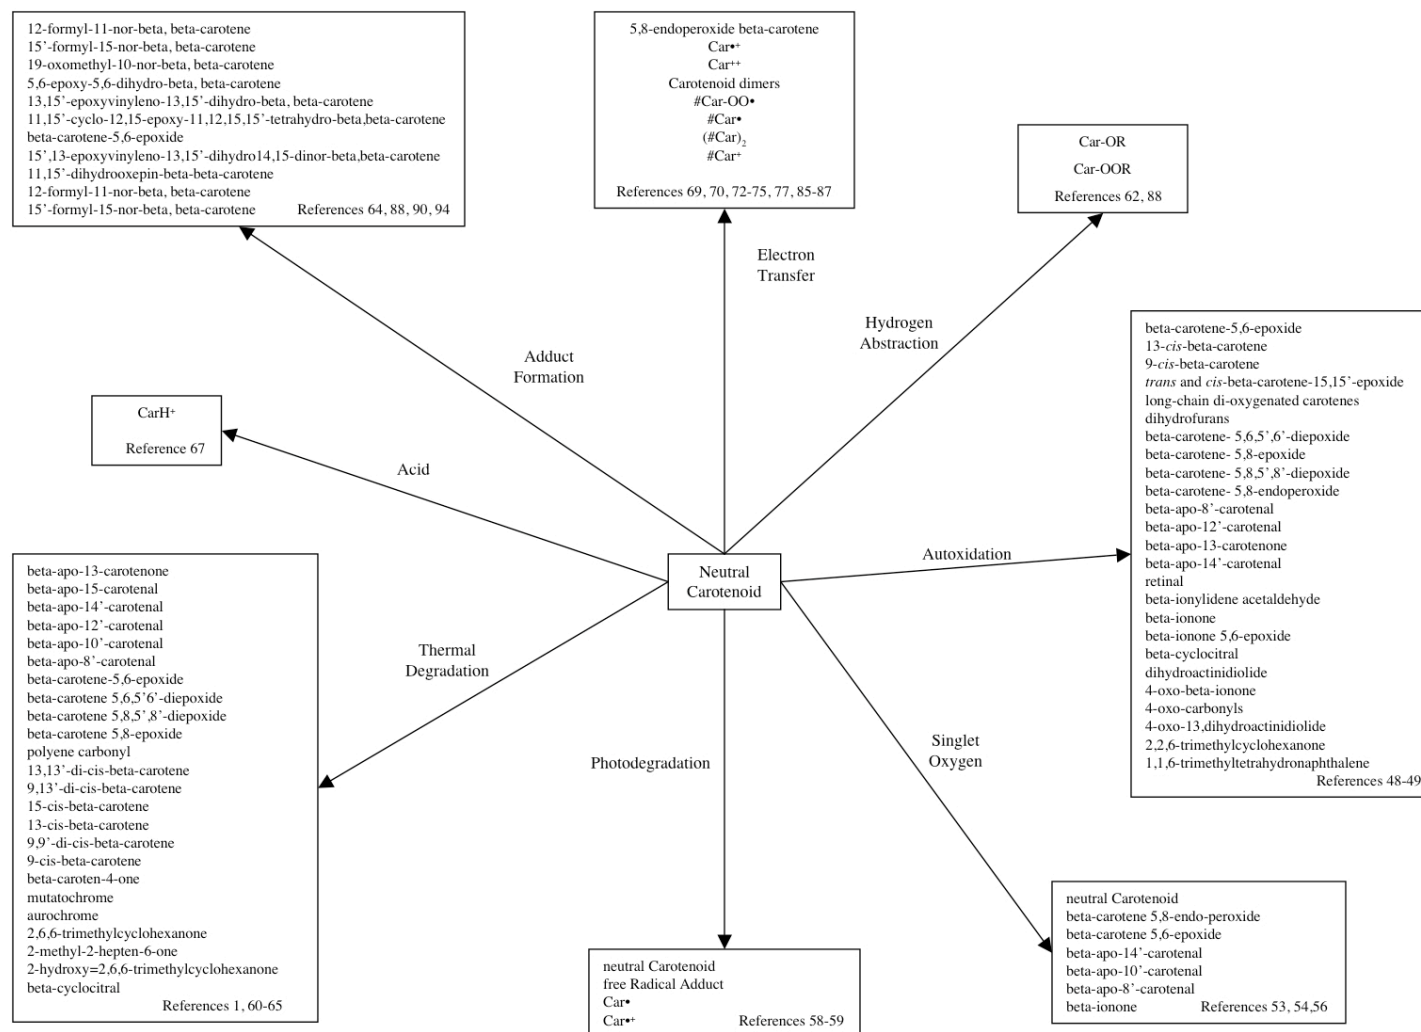 12-formyl-11-nor-beta, beta-carotene
15’-formyl-15-nor-beta, beta-carotene
19-oxomethyl-10-nor-beta, beta-carotene
5,6-epoxy-5,6-dihydro-beta, beta-carotene
13,15’-epoxyvinyleno-13,15’-dihydro-beta, beta-carotene
11,15’-cyclo-12,15-epoxy-11,12,15,15’-tetrahydro-beta,beta-carotene
beta-carotene-5,6-epoxide
15’,13-epoxyvinyleno-13,15’-dihydro14,15-dinor-beta,beta-carotene
11,15’-dihydrooxepin-beta-beta-carotene
12-formyl-11-nor-beta, beta-carotene
15’-formyl-15-nor-beta, beta-carotene References 64, 88, 90, 94
5,8-endoperoxide beta-carotene
Car•⁺
Car⁺⁺
Carotenoid dimers
#Car-OO•
#Car•
(#Car)₂
#Car⁺
References 69, 70, 72-75, 77, 85-87
Car-OR
Car-OOR
References 62, 88
Electron
Transfer
Hydrogen
Abstraction
Adduct
Formation
CarH⁺
Reference 67
Acid
beta-carotene-5,6-epoxide
13-cis-beta-carotene
9-cis-beta-carotene
trans and cis-beta-carotene-15,15’-epoxide
long-chain di-oxygenated carotenes
dihydrofurans
beta-carotene- 5,6,5’,6’-diepoxide
beta-carotene- 5,8-epoxide
beta-carotene- 5,8,5’,8’-diepoxide
beta-carotene- 5,8-endoperoxide
beta-apo-8’-carotenal
beta-apo-12’-carotenal
beta-apo-13-carotenone
beta-apo-14’-carotenal
retinal
beta-ionylidene acetaldehyde
beta-ionone
beta-ionone 5,6-epoxide
beta-cyclocitral
dihydroactinidiolide
4-oxo-beta-ionone
4-oxo-carbonyls
4-oxo-13,dihydroactinidiolide
2,2,6-trimethylcyclohexanone
1,1,6-trimethyltetrahydronaphthalene
References 48-49
Autoxidation
Neutral
Carotenoid
Thermal
Degradation
beta-apo-13-carotenone
beta-apo-15-carotenal
beta-apo-14’-carotenal
beta-apo-12’-carotenal
beta-apo-10’-carotenal
beta-apo-8’-carotenal
beta-carotene-5,6-epoxide
beta-carotene 5,6,5’6’-diepoxide
beta-carotene 5,8,5’,8’-diepoxide
beta-carotene 5,8-epoxide
polyene carbonyl
13,13’-di-cis-beta-carotene
9,13’-di-cis-beta-carotene
15-cis-beta-carotene
13-cis-beta-carotene
9,9’-di-cis-beta-carotene
9-cis-beta-carotene
beta-caroten-4-one
mutatochrome
aurochrome
2,6,6-trimethylcyclohexanone
2-methyl-2-hepten-6-one
2-hydroxy=2,6,6-trimethylcyclohexanone
beta-cyclocitral
References 1, 60-65
Photodegradation
Singlet
Oxygen
neutral Carotenoid
free Radical Adduct
Car•
Car•⁺ References 58-59
neutral Carotenoid
beta-carotene 5,8-endo-peroxide
beta-carotene 5,6-epoxide
beta-apo-14’-carotenal
beta-apo-10’-carotenal
beta-apo-8’-carotenal
beta-ionone References 53, 54,56